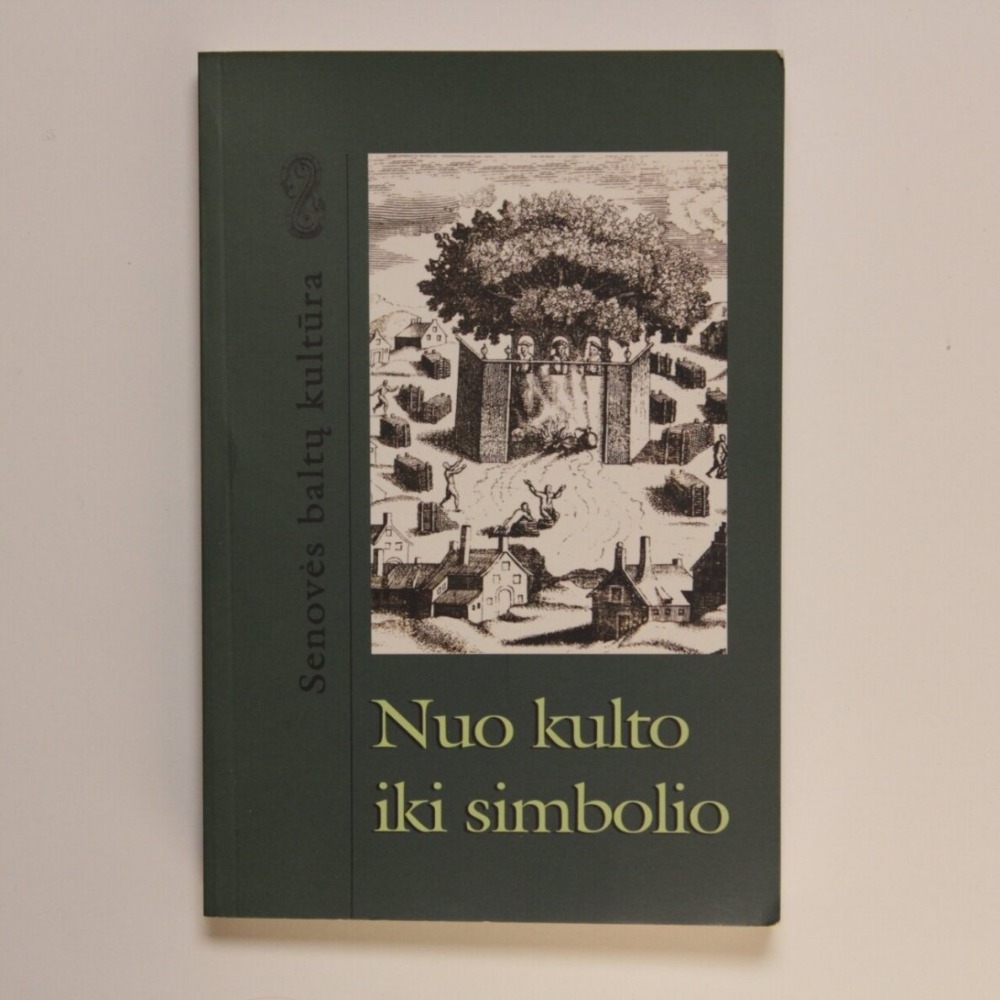 Senovės baltų kultūra
Nuo kulto
iki simbolio